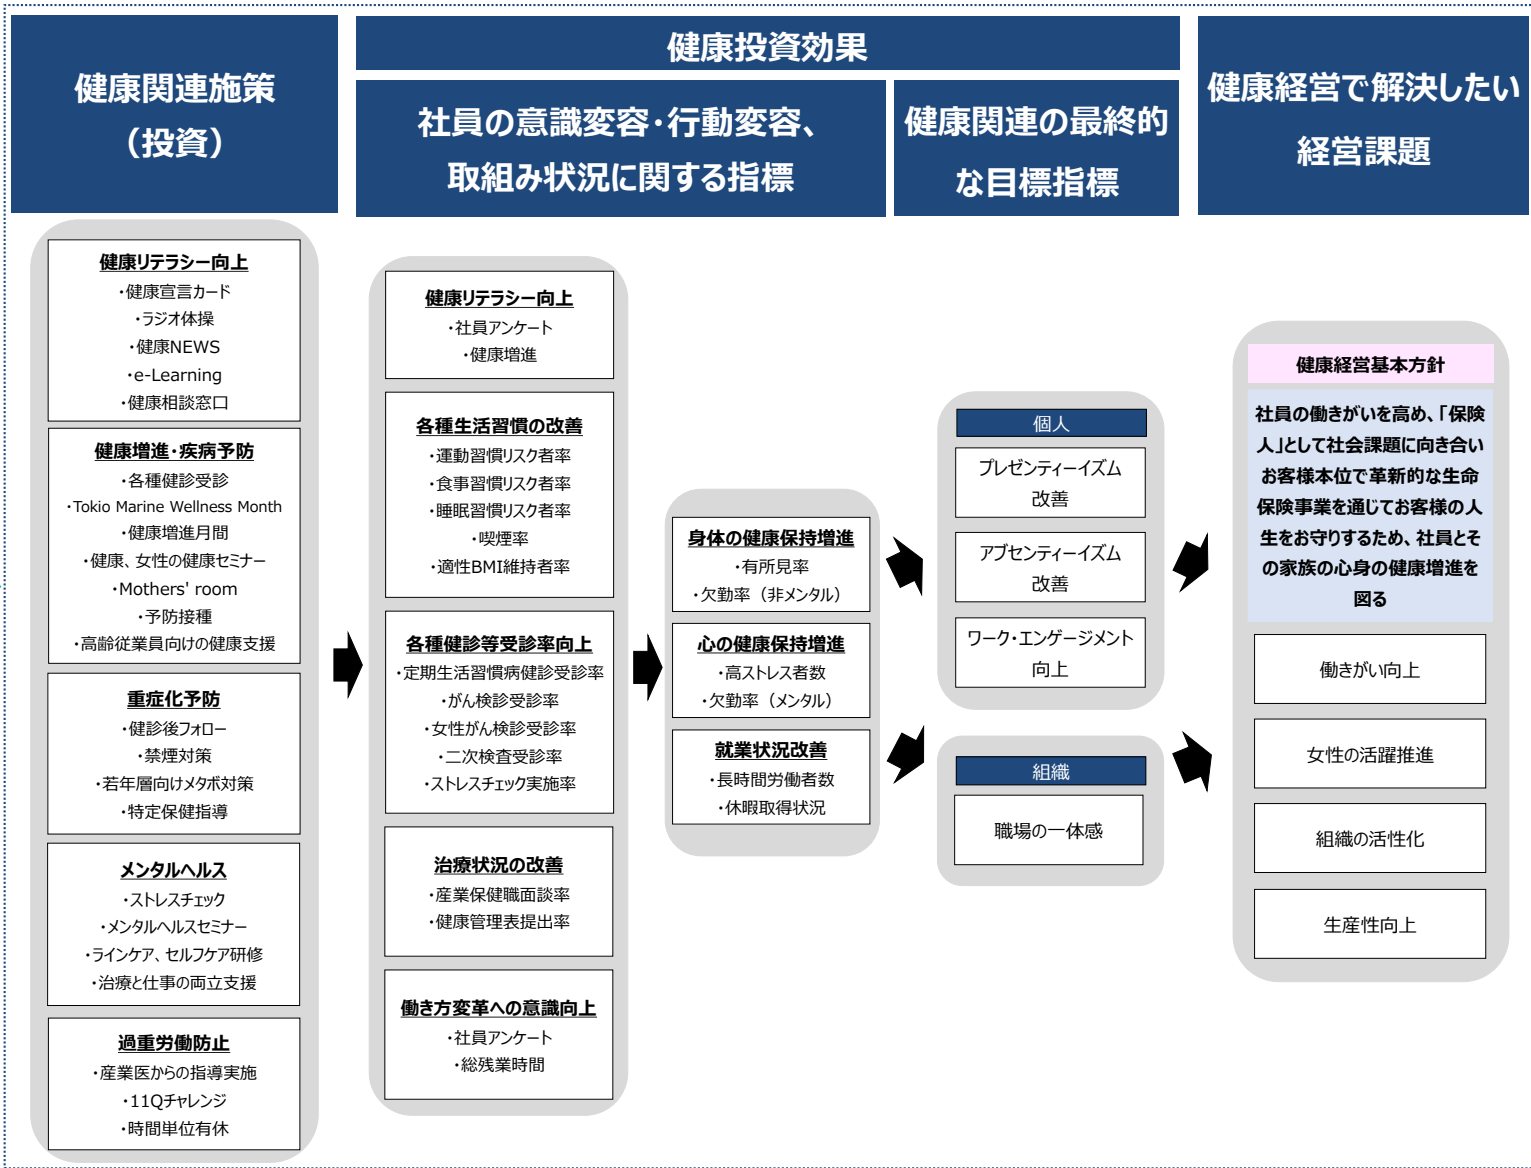 健康関連施策
（投資）
健康投資効果
社員の意識変容・行動変容、
取組み状況に関する指標
健康関連の最終的
な目標指標
健康経営で解決したい
経営課題
健康リテラシー向上
・健康宣言カード
・ラジオ体操
・健康NEWS
・e-Learning
・健康相談窓口
健康増進・疾病予防
・各種健診受診
・Tokio Marine Wellness Month
・健康増進月間
・健康、女性の健康セミナー
・Mothers' room
・予防接種
・高齢従業員向けの健康支援
重症化予防
・健診後フォロー
・禁煙対策
・若年層向けメタボ対策
・特定保健指導
メンタルヘルス
・ストレスチェック
・メンタルヘルスセミナー
・ラインケア、セルフケア研修
・治療と仕事の両立支援
過重労働防止
・産業医からの指導実施
・11Qチャレンジ
・時間単位有休
健康リテラシー向上
・社員アンケート
・健康増進
各種生活習慣の改善
・運動習慣リスク者率
・食事習慣リスク者率
・睡眠習慣リスク者率
・喫煙率
・適性BMI維持者率
各種健診等受診率向上
・定期生活習慣病健診受診率
・がん検診受診率
・女性がん検診受診率
・二次検査受診率
・ストレスチェック実施率
治療状況の改善
・産業保健職面談率
・健康管理表提出率
働き方変革への意識向上
・社員アンケート
・総残業時間
身体の健康保持増進
・有所見率
・欠勤率（非メンタル）
心の健康保持増進
・高ストレス者数
・欠勤率（メンタル）
就業状況改善
・長時間労働者数
・休暇取得状況
個人
プレゼンティーイズム
改善
アブセンティーイズム
改善
ワーク・エンゲージメント
向上
組織
職場の一体感
健康経営基本方針
社員の働きがいを高め、「保険
人」として社会課題に向き合い
お客様本位で革新的な生命
保険事業を通じてお客様の人
生をお守りするため、社員とそ
の家族の心身の健康増進を
図る
働きがい向上
女性の活躍推進
組織の活性化
生産性向上